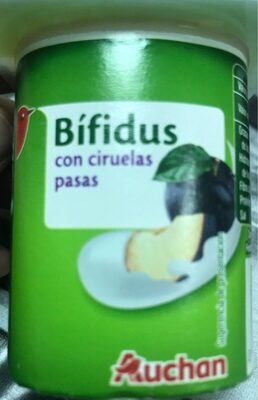 Bífidus
con ciruelas
pasas
Auchan